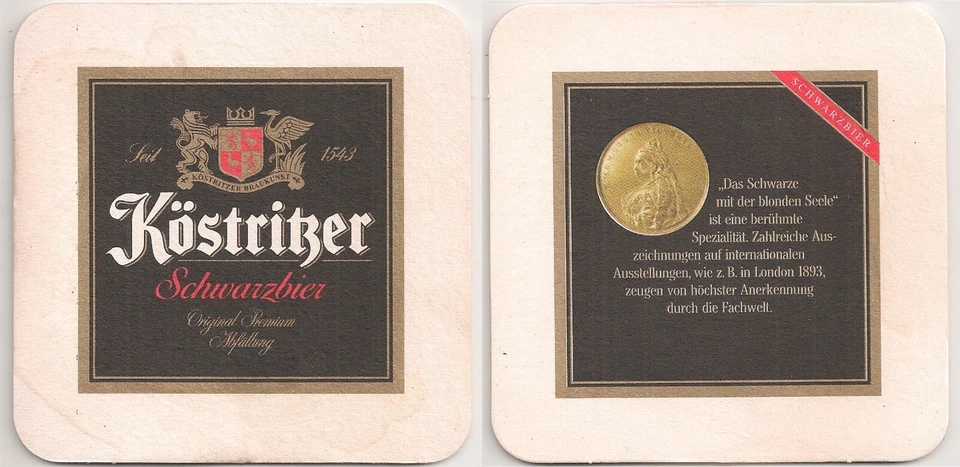 Seit 1543
KÖSTRITZER BRAUKUNST
Köstritzer
Schwarzbier
Original Premium
Abfüllung
SCHWARZBIER
„Das Schwarze
mit der blonden Seele“
ist eine berühmte
Spezialität. Zahlreiche Aus-
zeichnungen auf internationalen
Ausstellungen, wie z. B. in London 1893,
zeugen von höchster Anerkennung
durch die Fachwelt.